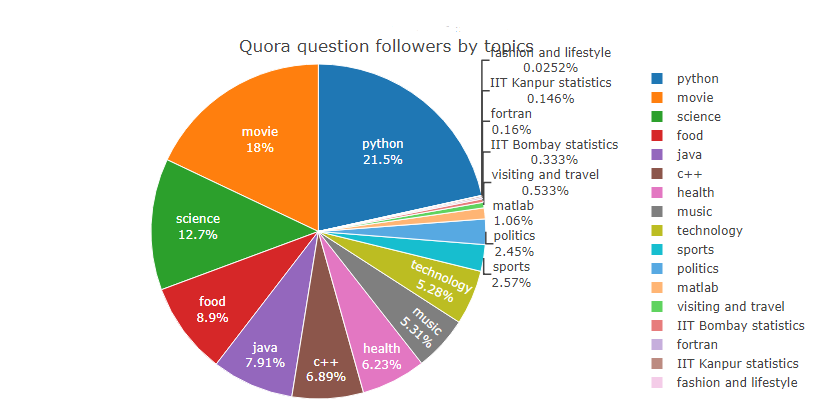 Quora question followers by topics
fashion and lifestyle
0.0252%
IIT Kanpur statistics
0.146%
fortran
0.16%
IIT Bombay statistics
0.333%
visiting and travel
0.533%
matlab
1.06%
politics
2.45%
sports
2.57%
python
21.5%
movie
18%
science
12.7%
food
8.9%
java
7.91%
c++
6.89%
health
6.23%
music
5.31%
technology
5.28%
python
movie
science
food
java
c++
health
music
technology
sports
politics
matlab
visiting and travel
IIT Bombay statistics
fortran
IIT Kanpur statistics
fashion and lifestyle